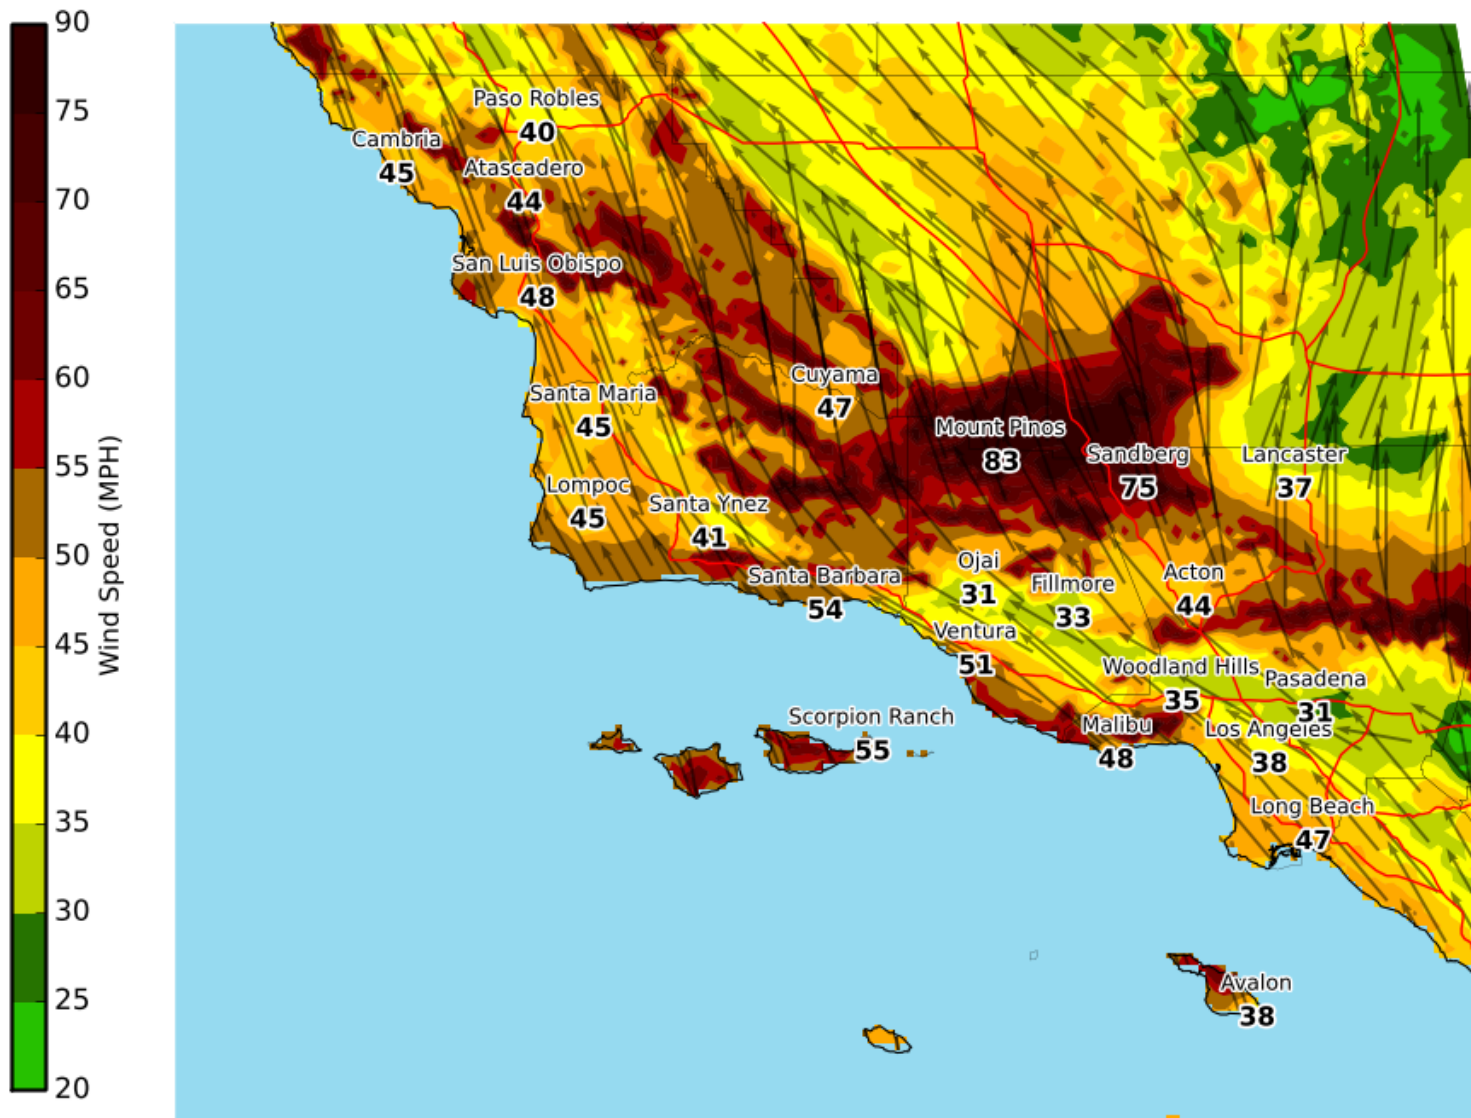 90
75
70
65
60
55
50
45
40
35
30
25
20
Wind Speed (MPH)
Paso Robles
40
Cambria
45
Atascadero
44
San Luis Obispo
48
Cuyama
47
Santa Maria
45
Mount Pinos
83
Sandberg
75
Lancaster
37
Lompoc
45
Santa Ynez
41
Ojai
31
Santa Barbara
54
Fillmore
33
Acton
44
Ventura
51
Woodland Hills
35
Pasadena
31
Scorpion Ranch
55
Malibu
48
Los Angeles
38
Long Beach
47
Avalon
38